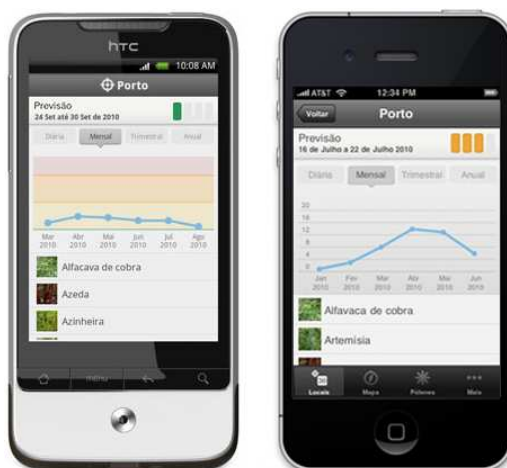 hTC
10:08 AM
Porto
Previsão
24 Set até 30 Set de 2010
Diária Mensal Trimestral Anual
Mar Abr Mai Jun Jul Ago
2010 2010 2010 2010 2010 2010
Alfacava de cobra
Azeda
Azinheira
menu
AT&T 12:34 PM
Voltar Porto
Previsão
16 de Julho a 22 de Julho 2010
Diária Mensal Trimestral Anual
20
16
12
8
4
0
Jan Fev Mar Abr Mai Jun
2010 2010 2010 2010 2010 2010
Alfavaca de cobra
Artemísia
Locais Mapa Pólenes Mais